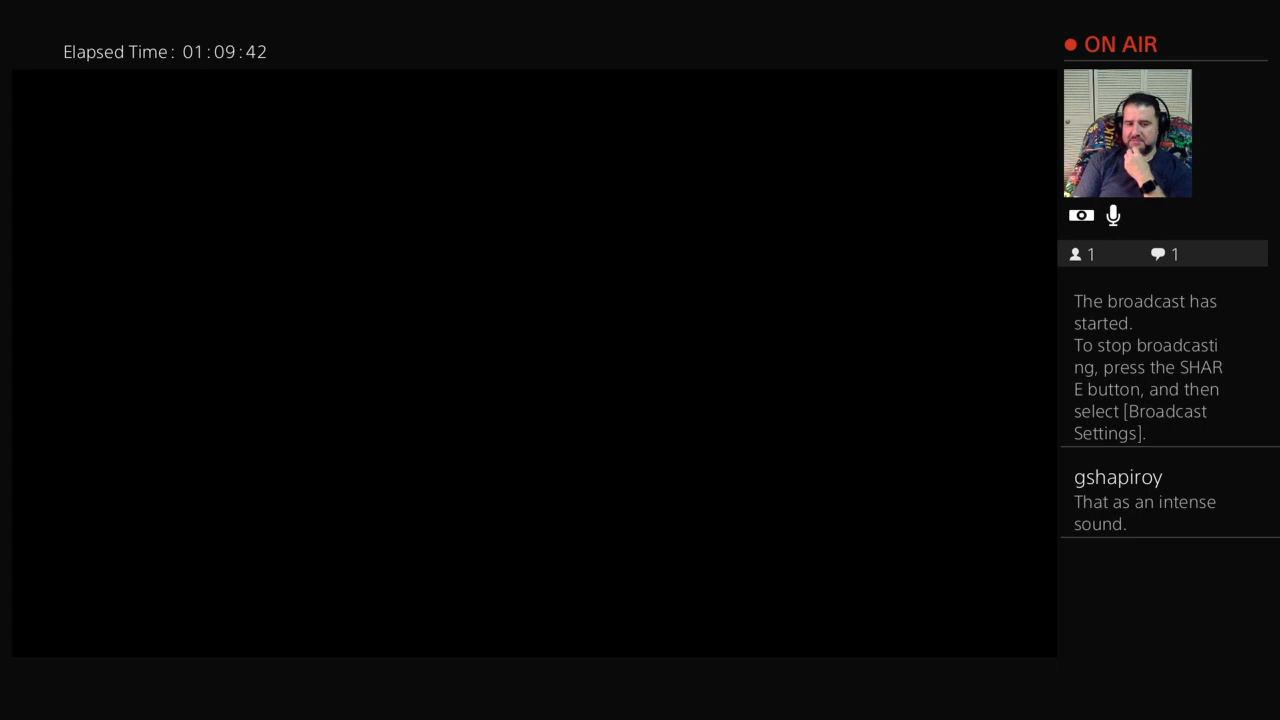 Elapsed Time: 01:09:42
ON AIR
1 1
The broadcast has
started.
To stop broadcasti
ng, press the SHAR
E button, and then
select [Broadcast
Settings].
gshapiroy
That as an intense
sound.